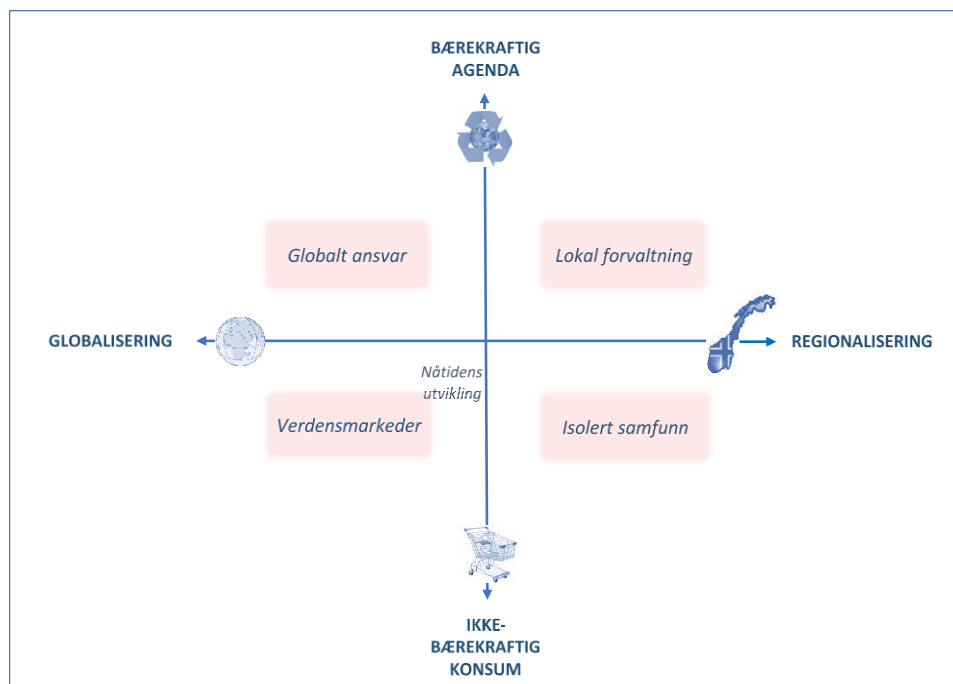 BÆREKRAFTIG
AGENDA
Globalt ansvar
Lokal forvaltning
GLOBALISERING
REGIONALISERING
Nåtidens
utvikling
Verdensmarkeder
Isolert samfunn
IKKE-
BÆREKRAFTIG
KONSUM